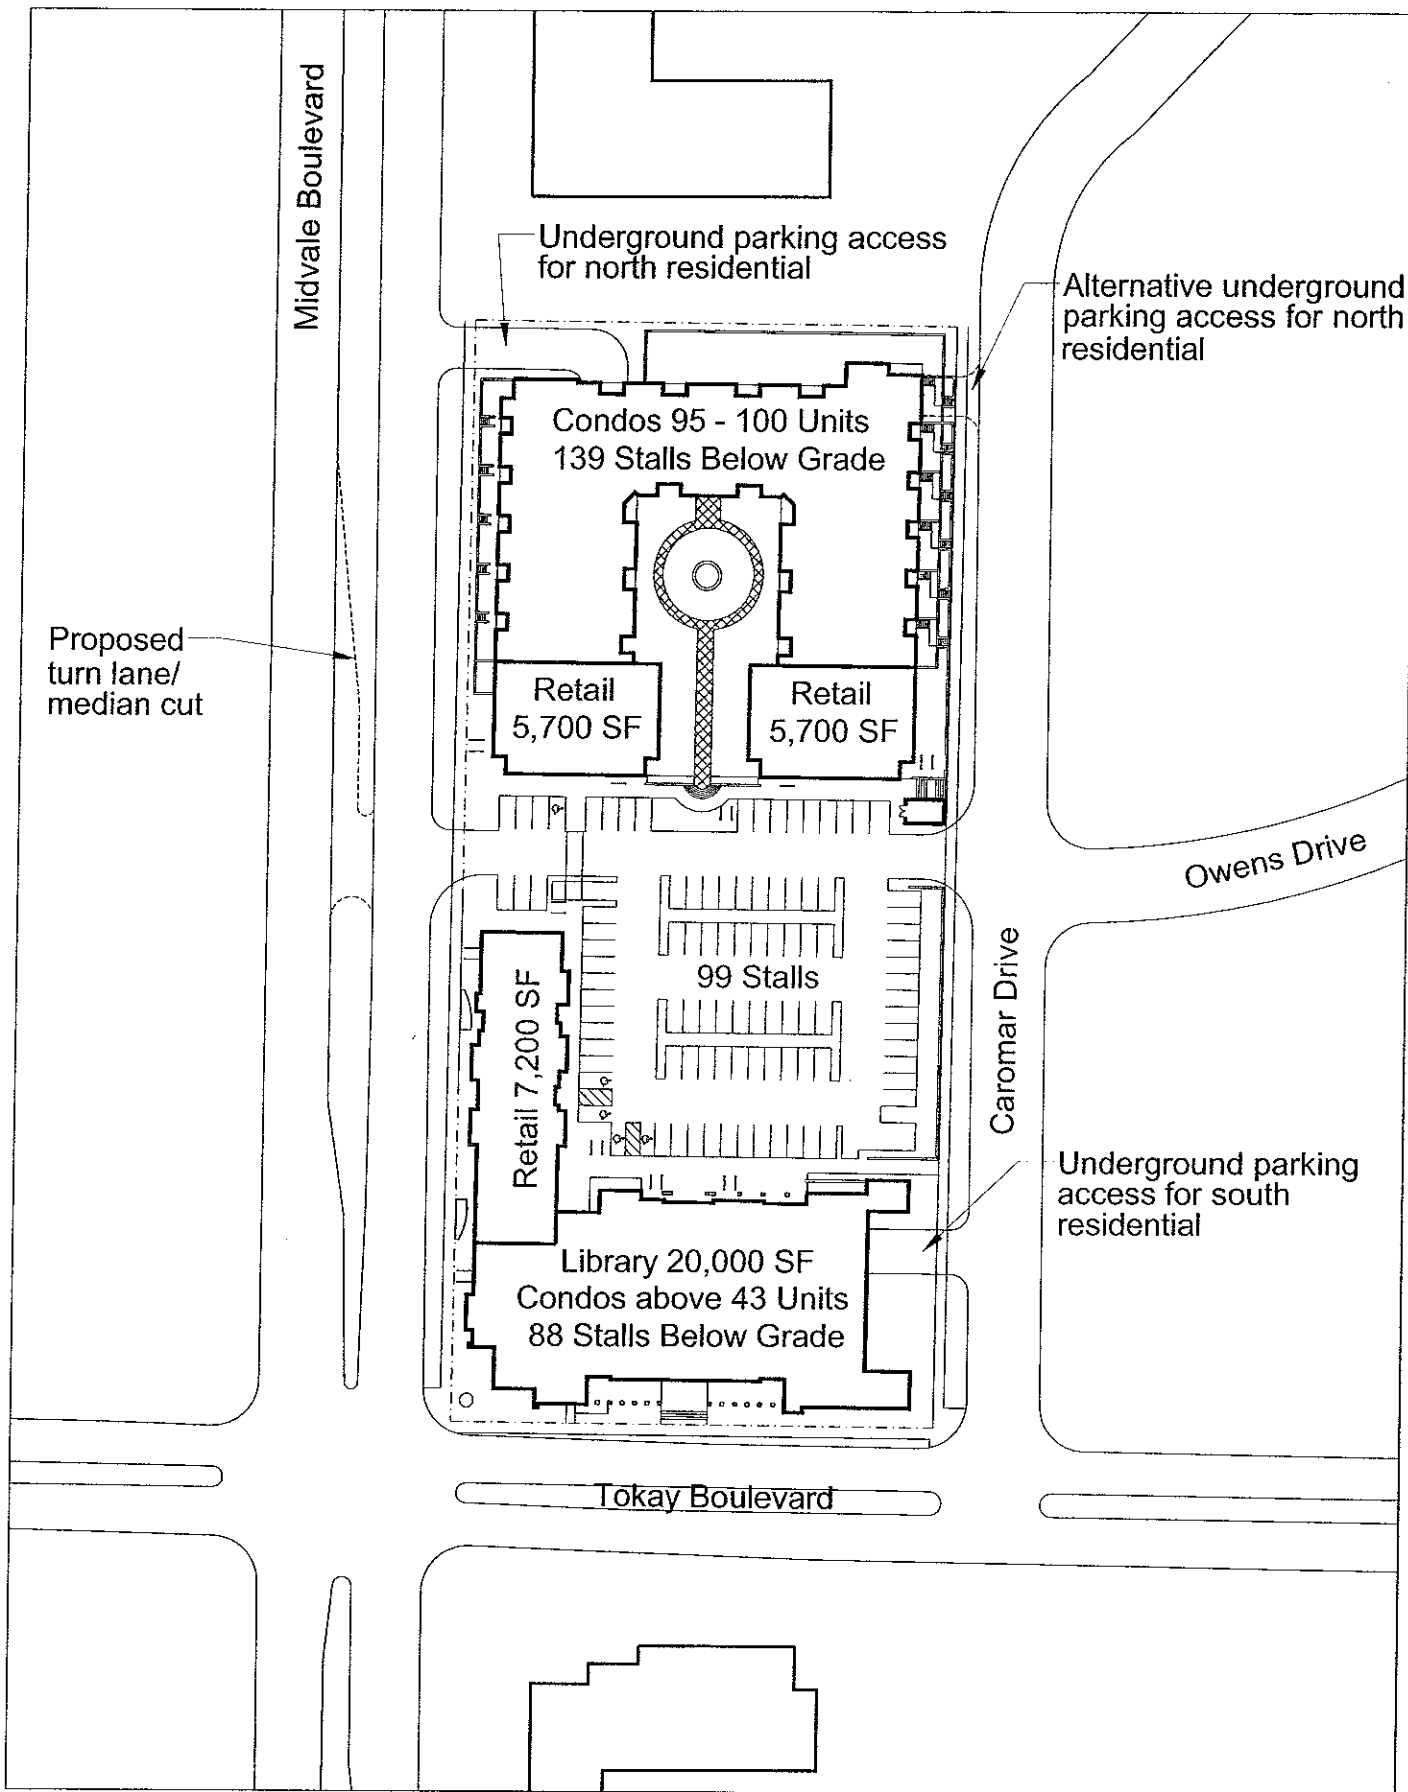 Midvale Boulevard
Underground parking access
for north residential
Alternative underground
parking access for north
residential
Condos 95 - 100 Units
139 Stalls Below Grade
Proposed
turn lane/
median cut
Retail
5,700 SF
Retail
5,700 SF
Owens Drive
99 Stalls
Retail 7,200 SF
Caromar Drive
Underground parking
access for south
residential
Library 20,000 SF
Condos above 43 Units
88 Stalls Below Grade
Tokay Boulevard